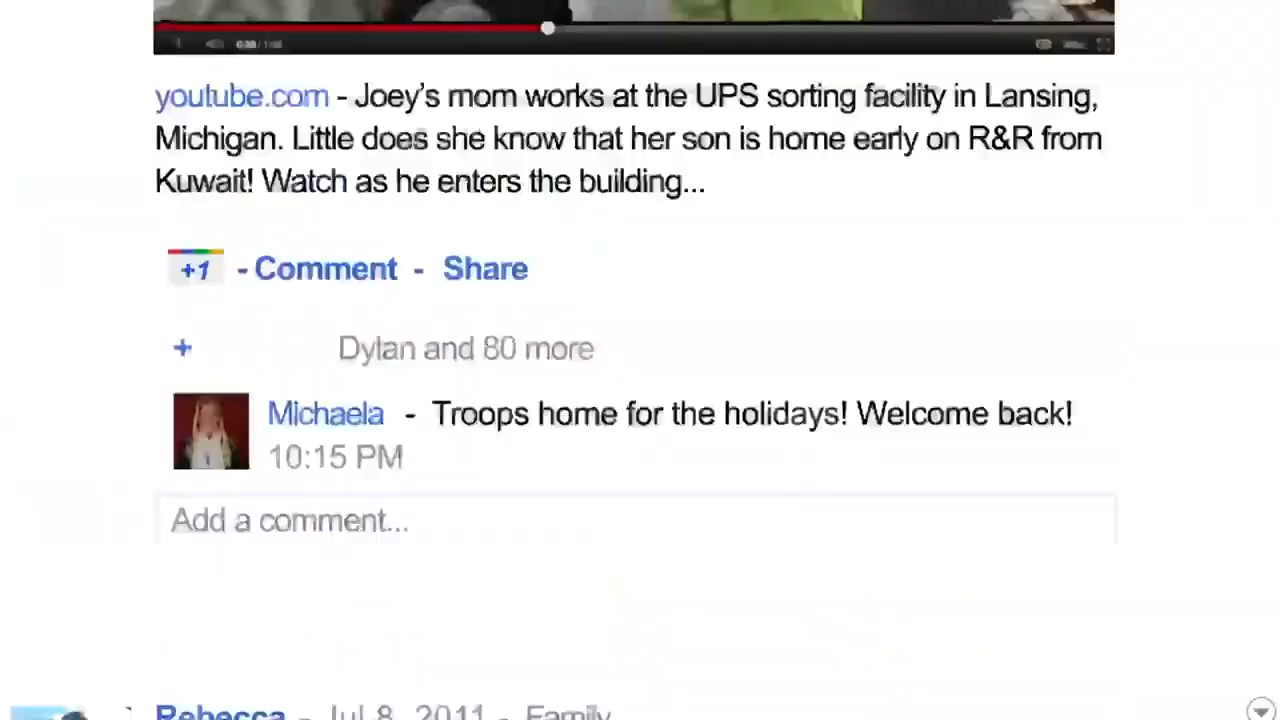 youtube.com - Joey's mom works at the UPS sorting facility in Lansing,
Michigan. Little does she know that her son is home early on R&R from
Kuwait! Watch as he enters the building...
+1 - Comment - Share
+ Dylan and 80 more
Michaela - Troops home for the holidays! Welcome back!
10:15 PM
Add a comment...
Rebecca - Jul 8, 2011 - Family